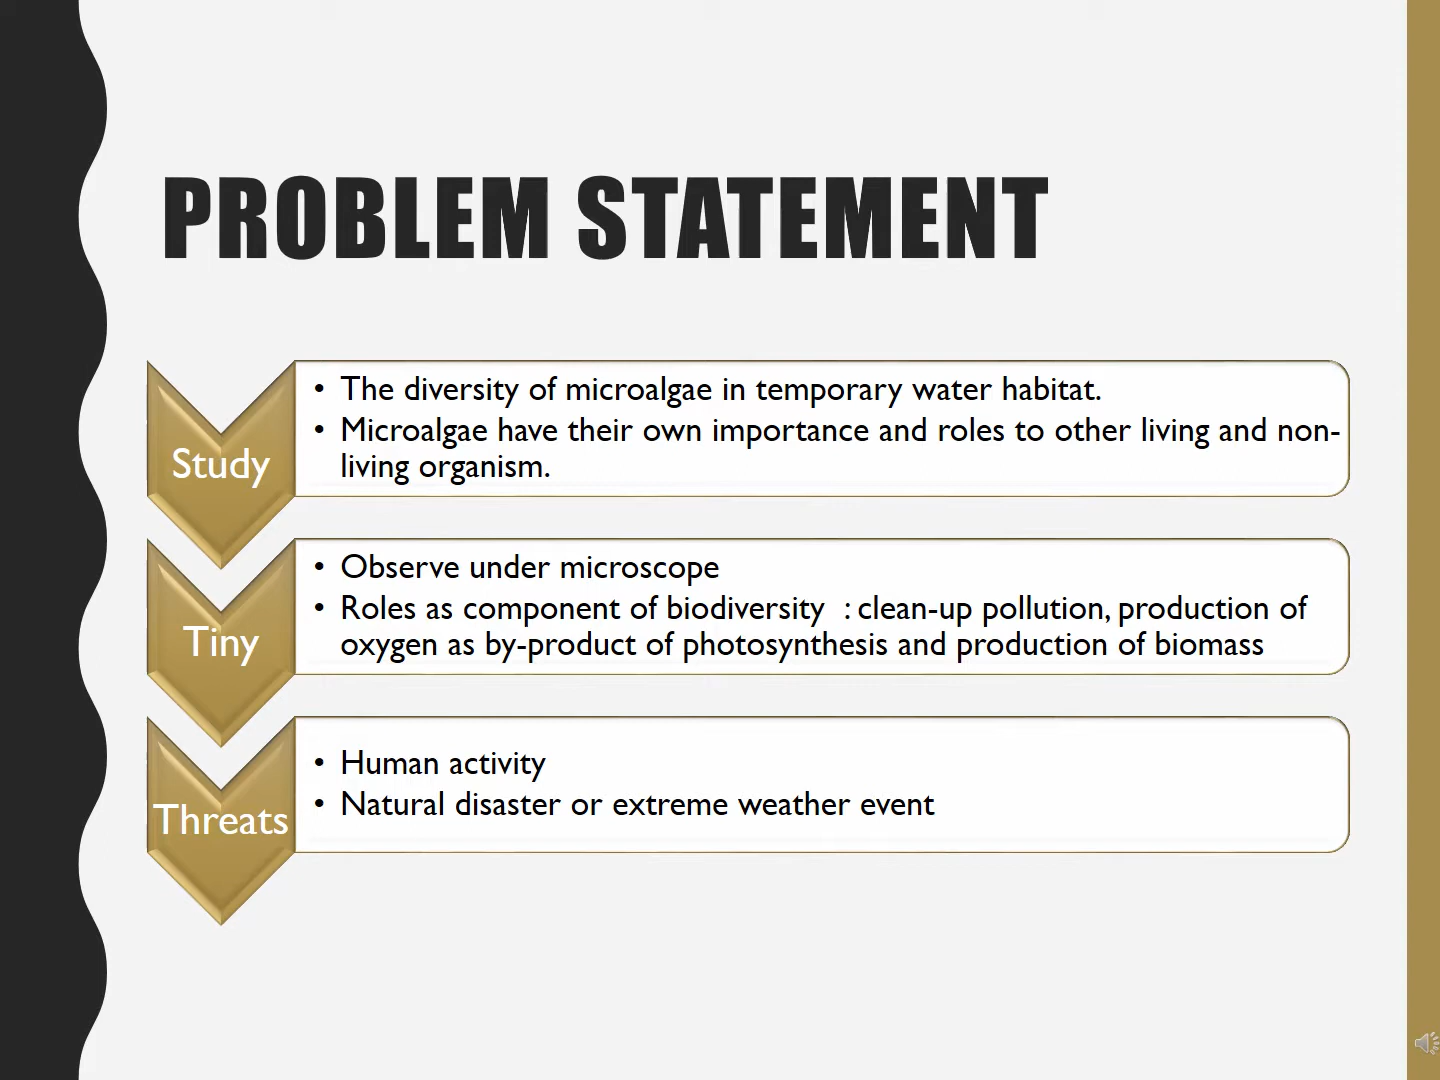 PROBLEM STATEMENT
Study
• The diversity of microalgae in temporary water habitat.
• Microalgae have their own importance and roles to other living and non-
living organism.
Tiny
• Observe under microscope
• Roles as component of biodiversity  : clean-up pollution, production of
oxygen as by-product of photosynthesis and production of biomass
Threats
• Human activity
• Natural disaster or extreme weather event